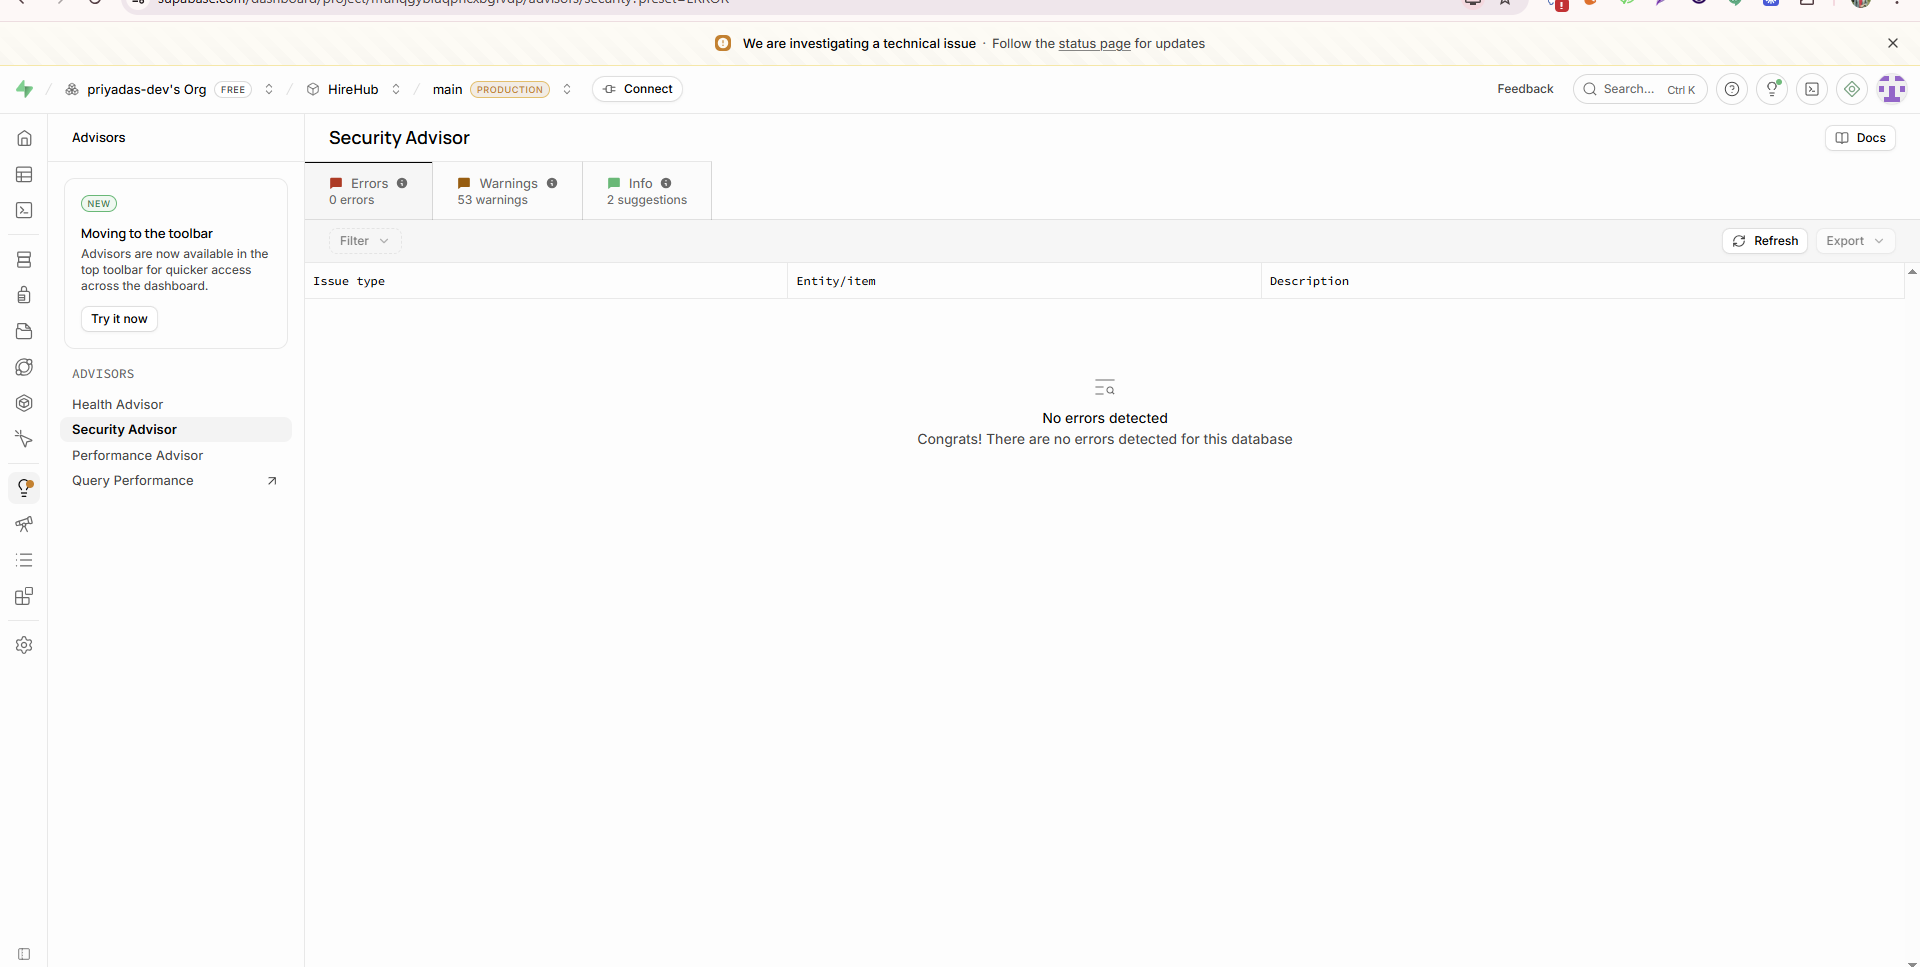 We are investigating a technical issue · Follow the status page for updates
priyadas-dev's Org FREE / HireHub / main PRODUCTION Connect
Feedback Search... Ctrl K
Advisors
Security Advisor
Docs
NEW
Moving to the toolbar
Advisors are now available in the
top toolbar for quicker access
across the dashboard.
Try it now
ADVISORS
Health Advisor
Security Advisor
Performance Advisor
Query Performance
Errors
0 errors
Warnings
53 warnings
Info
2 suggestions
Filter
Refresh
Export
Issue type
Entity/item
Description
No errors detected
Congrats! There are no errors detected for this database